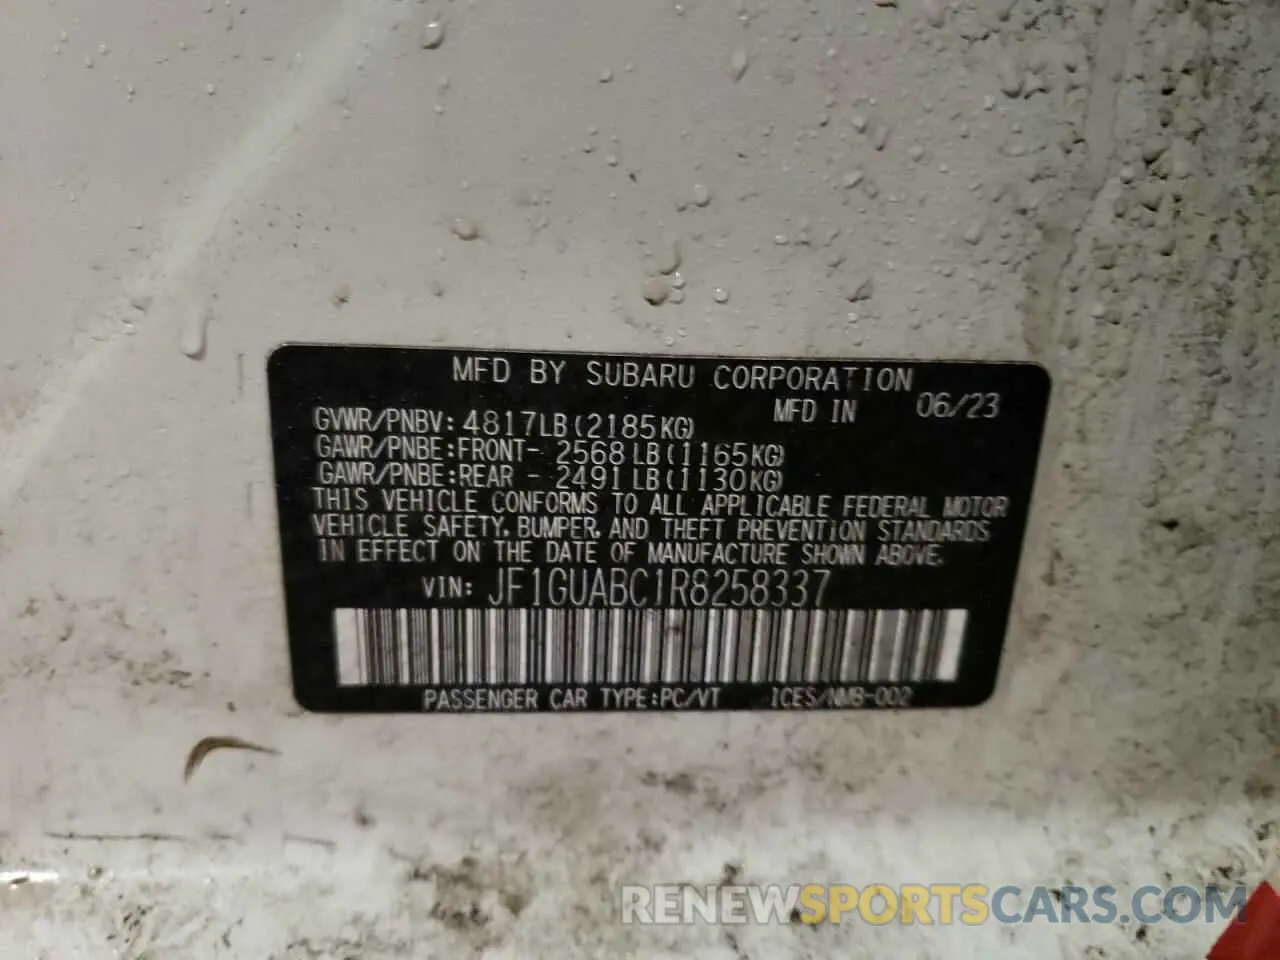 MFD BY SUBARU CORPORATION
MFD IN 06/23
GVWR/PNBV: 4817LB(2185KG)
GAWR/PNBE:FRONT- 2568LB(1165KG)
GAWR/PNBE:REAR - 2491LB(1130KG)
THIS VEHICLE CONFORMS TO ALL APPLICABLE FEDERAL MOTOR
VEHICLE SAFETY, BUMPER, AND THEFT PREVENTION STANDARDS
IN EFFECT ON THE DATE OF MANUFACTURE SHOWN ABOVE.
VIN: JF1GUABC1R8258337
PASSENGER CAR TYPE:PC/VT ICES/NMB-002
RENEWSPORTSCARS.COM